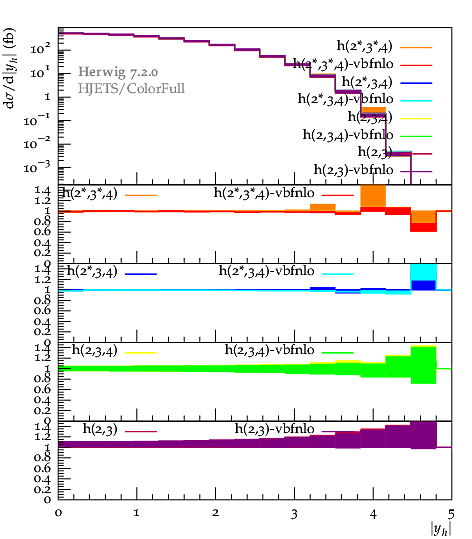 dσ/d|y_h| (fb)
10^2
10^1
1
10^−1
10^−2
10^−3
Herwig 7.2.0
HJETS/ColorFull
h(2*,3*,4)
h(2*,3*,4)-vbfnlo
h(2*,3,4)
h(2*,3,4)-vbfnlo
h(2,3,4)
h(2,3,4)-vbfnlo
h(2,3)
h(2,3)-vbfnlo
h(2*,3*,4) h(2*,3*,4)-vbfnlo
1.4
1.2
1
0.8
0.6
0.4
0.2
0
h(2*,3,4) h(2*,3,4)-vbfnlo
1.4
1.2
1
0.8
0.6
0.4
0.2
0
h(2,3,4) h(2,3,4)-vbfnlo
1.4
1.2
1
0.8
0.6
0.4
0.2
0
h(2,3) h(2,3)-vbfnlo
1.4
1.2
1
0.8
0.6
0.4
0.2
0
0 1 2 3 4 5
|y_h|